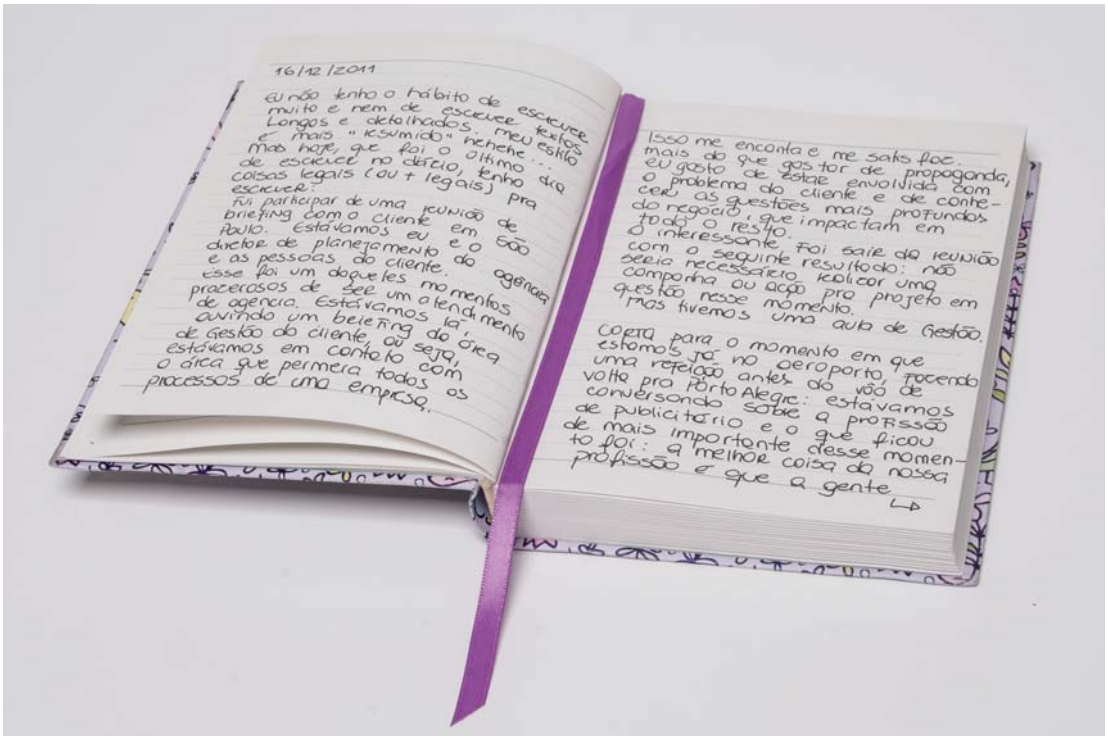 16/12/2011
Eu não tenho o hábito de escrever
muito e nem de escrever textos
Longos e detalhados. meu estilo
é mais "resumido" hehehe...
mas hoje, que foi o último dia
de escrever no diário, tenho
coisas legais (ou + legais) pra
escrever?
Fui participar de uma reunião de
briefing com o cliente em São
Paulo. Estávamos eu e o
diretor de planejamento da agência
e as pessoas do cliente.
Esse foi um daqueles momentos
prazerosos de ser um atendimento
de agência. Estávamos lá,
ouvindo um briefing da área
de Gestão do cliente, ou seja,
estávamos em contato com
a área que permera todos os
processos de uma empresa.
Isso me encanta e me satisfaz.
mais do que gostar de propaganda,
eu gosto de estar envolvida com
o problema do cliente e de conhe-
cer as questões mais profundas
do negócio, que impactam em
todo o resto.
O interessante foi sair da reunião
com o seguinte resultado: não
seria necessário realizar uma
campanha ou ação pro projeto em
questão nesse momento.
Mas tivemos uma aula de Gestão.
Corta para o momento em que
estamos já no aeroporto, fazendo
uma refeição antes do vôo de
volta pro Porto Alegre: estávamos
conversando sobre a profissão
de publicitário e o que ficou
de mais importante desse momen-
to foi: a melhor coisa da nossa
profissão é que a gente
↳